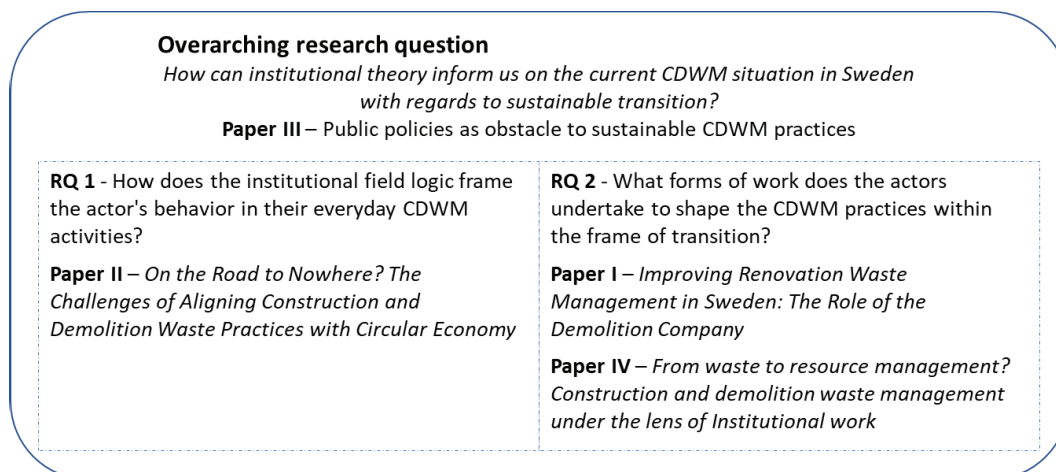 Overarching research question
How can institutional theory inform us on the current CDWM situation in Sweden
with regards to sustainable transition?
Paper III – Public policies as obstacle to sustainable CDWM practices
RQ 1 - How does the institutional field logic frame
the actor's behavior in their everyday CDWM
activities?
Paper II – On the Road to Nowhere? The
Challenges of Aligning Construction and
Demolition Waste Practices with Circular Economy
RQ 2 - What forms of work does the actors
undertake to shape the CDWM practices within
the frame of transition?
Paper I – Improving Renovation Waste
Management in Sweden: The Role of the
Demolition Company
Paper IV – From waste to resource management?
Construction and demolition waste management
under the lens of Institutional work